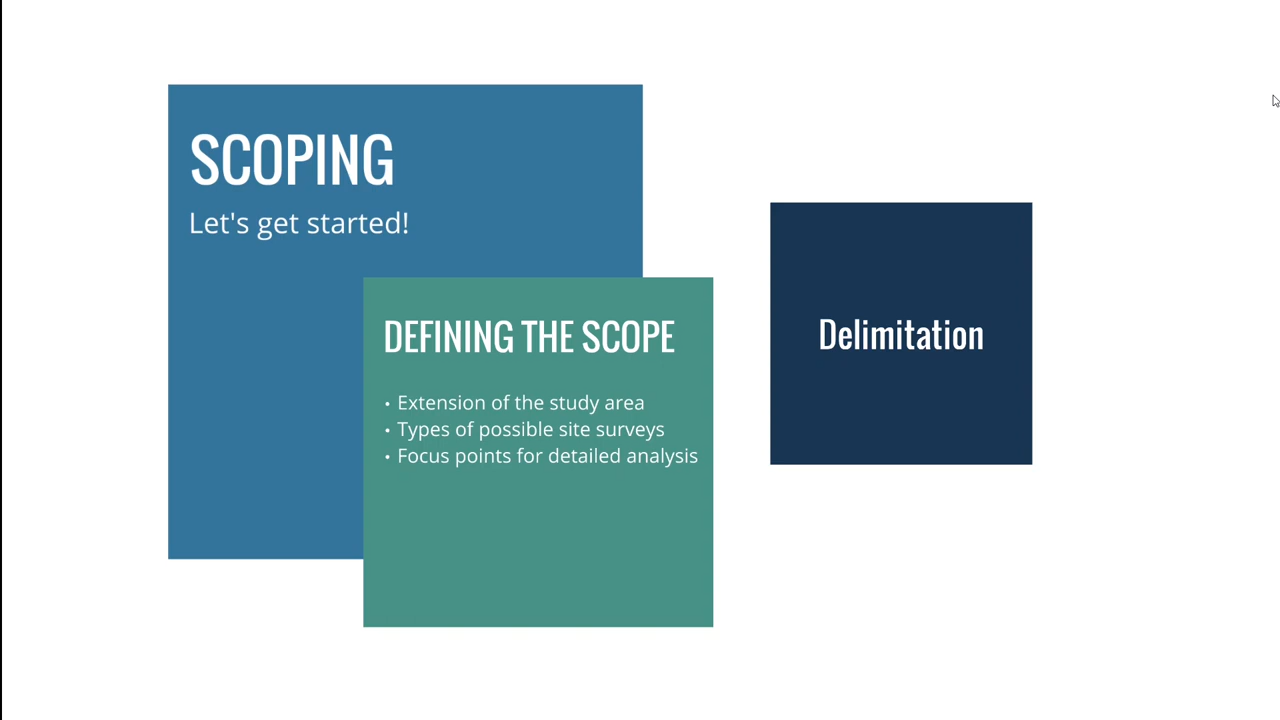 SCOPING
Let's get started!
DEFINING THE SCOPE
• Extension of the study area
• Types of possible site surveys
• Focus points for detailed analysis
Delimitation